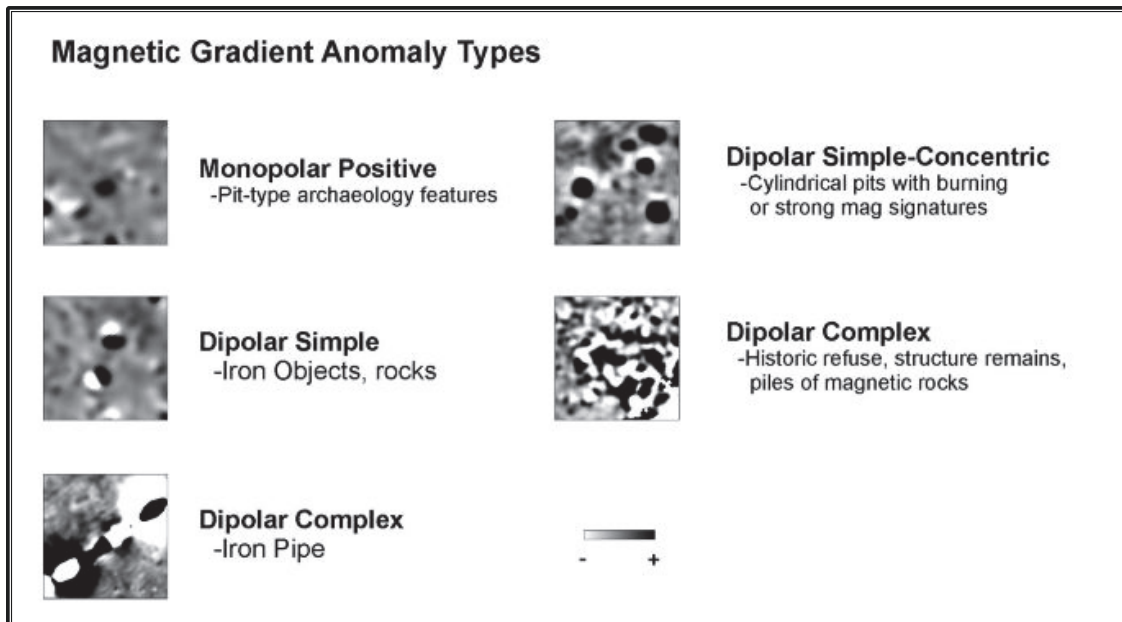 Magnetic Gradient Anomaly Types
Monopolar Positive
-Pit-type archaeology features
Dipolar Simple
-Iron Objects, rocks
Dipolar Complex
-Iron Pipe
Dipolar Simple-Concentric
-Cylindrical pits with burning
or strong mag signatures
Dipolar Complex
-Historic refuse, structure remains,
piles of magnetic rocks
- +